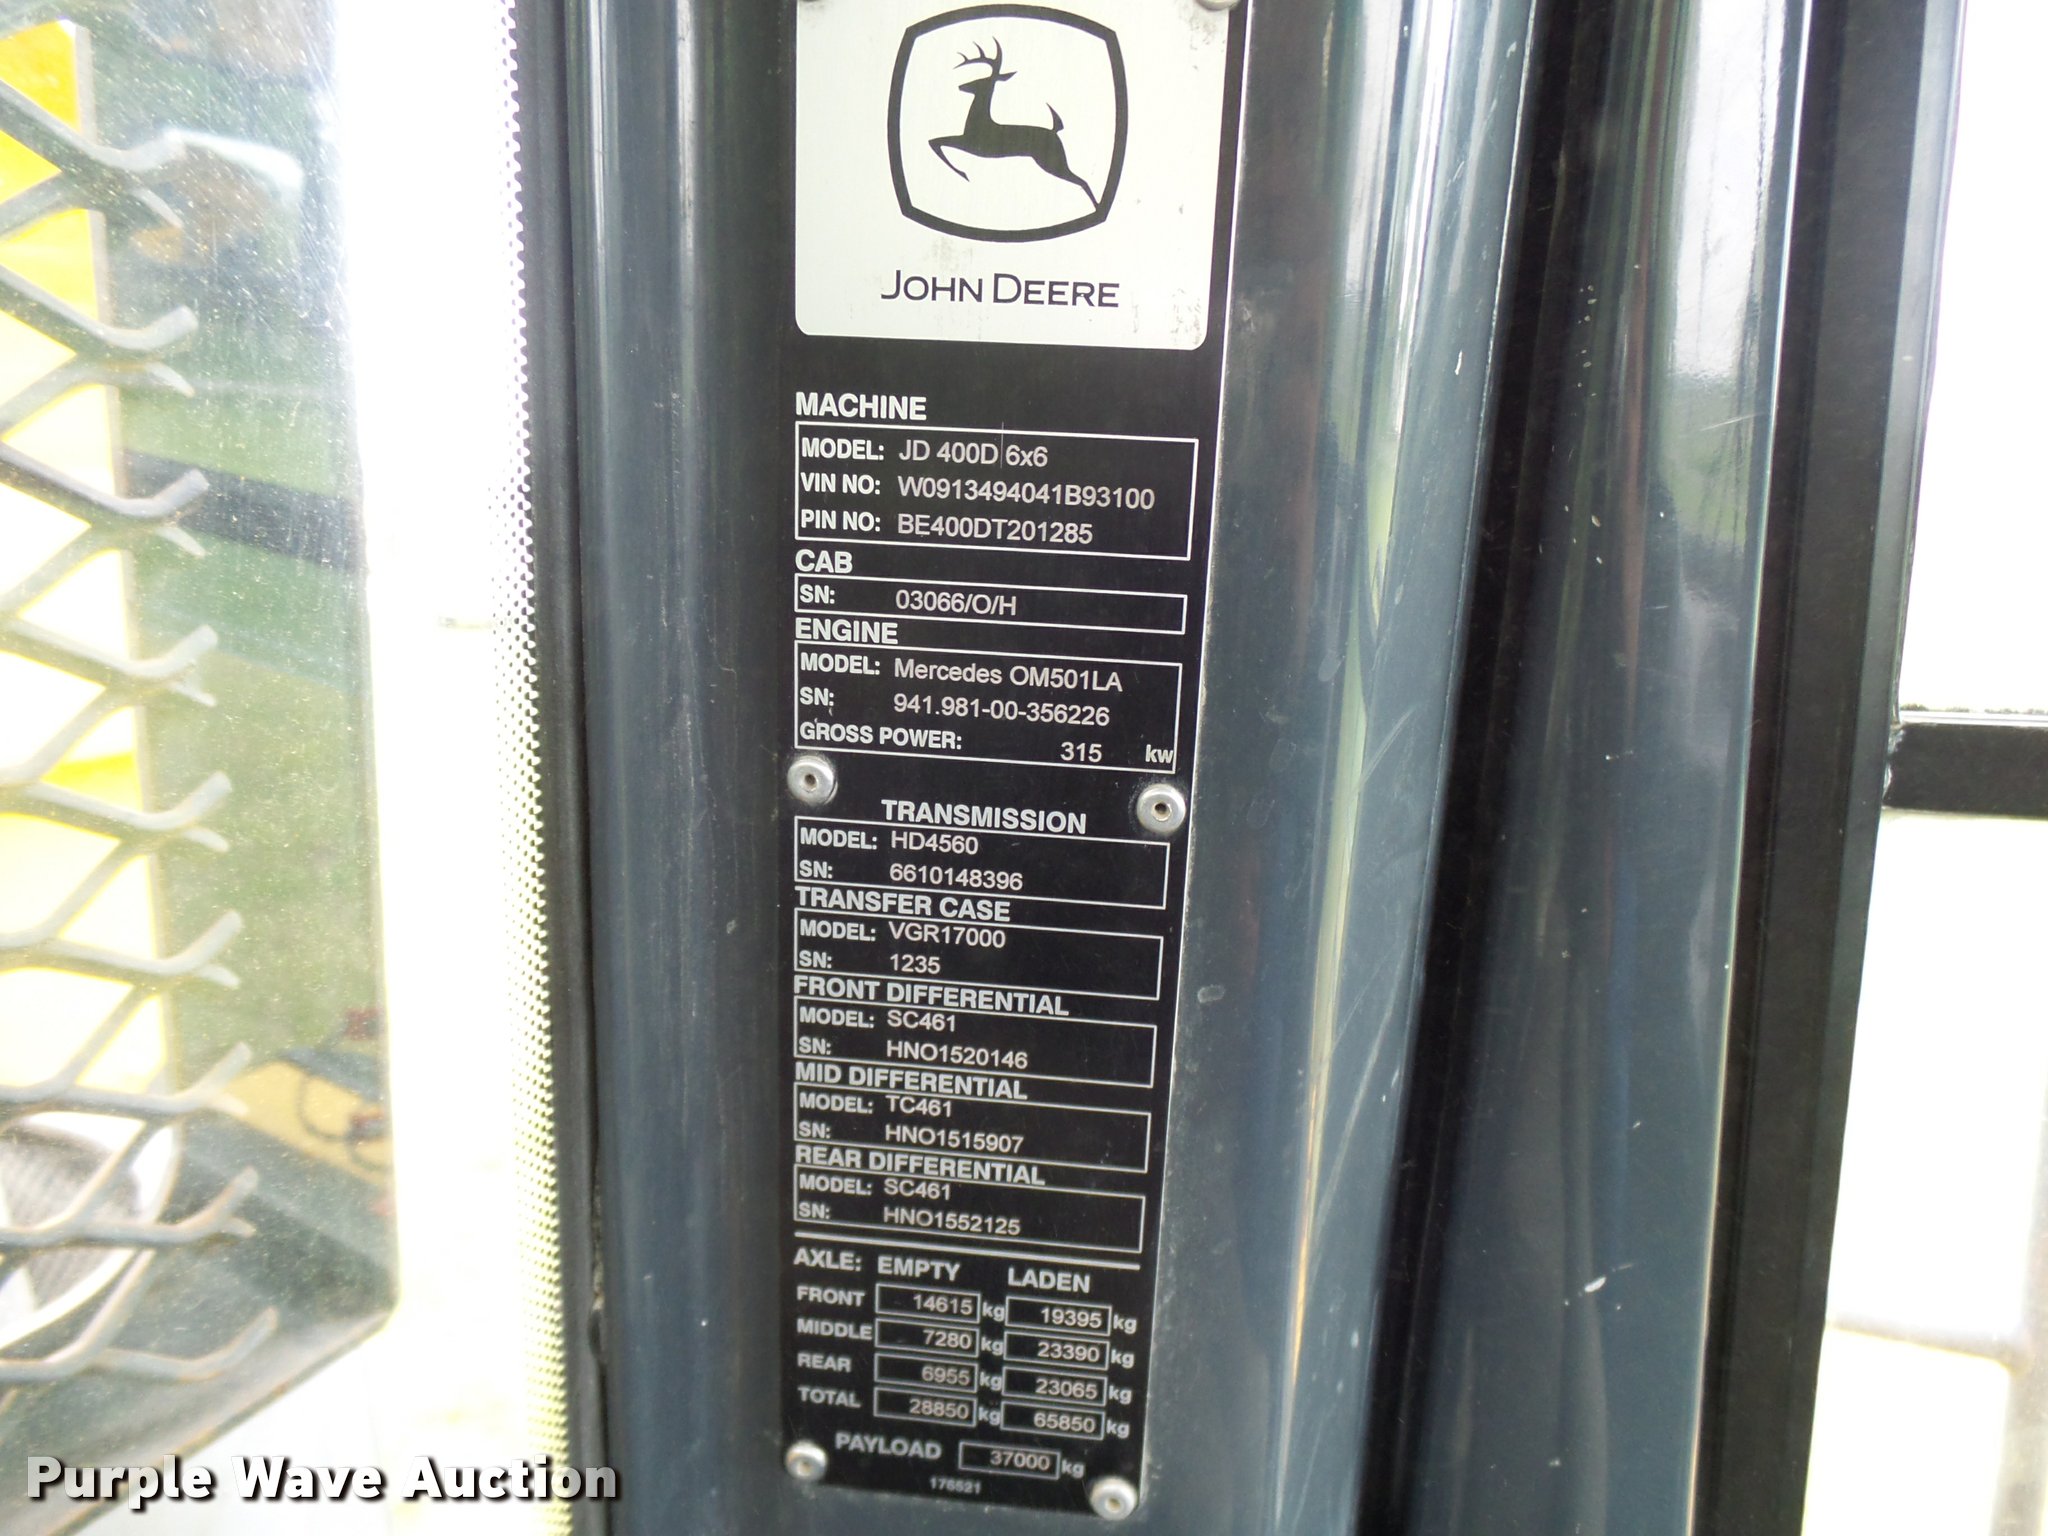 JOHN DEERE
MACHINE
MODEL: JD 400D 6x6
VIN NO: W0913494041B93100
PIN NO: BE400DT201285
CAB
SN: 03066/O/H
ENGINE
MODEL: Mercedes OM501LA
SN: 941.981-00-356226
GROSS POWER: 315 kw
TRANSMISSION
MODEL: HD4560
SN: 6610148396
TRANSFER CASE
MODEL: VGR17000
SN: 1235
FRONT DIFFERENTIAL
MODEL: SC461
SN: HNO1520146
MID DIFFERENTIAL
MODEL: TC461
SN: HNO1515907
REAR DIFFERENTIAL
MODEL: SC461
SN: HNO1552125
AXLE: EMPTY LADEN
FRONT 14615 kg 19395 kg
MIDDLE 7280 kg 23390 kg
REAR 6955 kg 23065 kg
TOTAL 28850 kg 65850 kg
PAYLOAD 37000 kg
176521
Purple Wave Auction